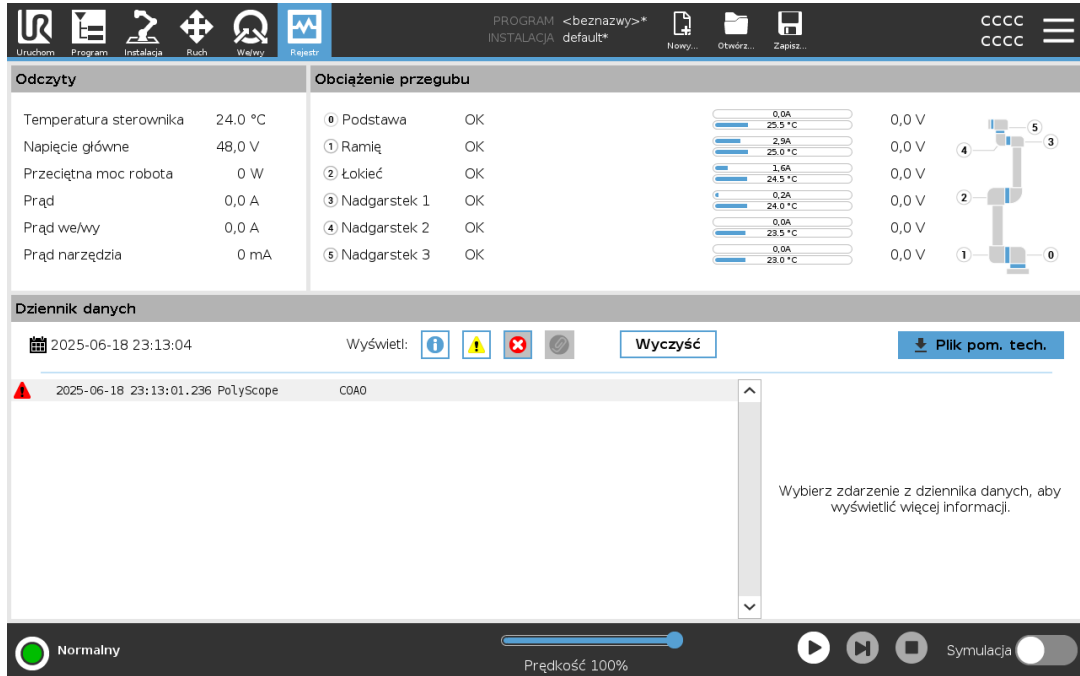 PROGRAM <beznazwy>*
INSTALACJA default*
CCCC
CCCC
Uruchom Program Instalacja Ruch We/wy Rejestr Nowy... Otwórz... Zapisz...
Odczyty
Temperatura sterownika 24.0 °C
Napięcie główne 48,0 V
Przeciętna moc robota 0 W
Prąd 0,0 A
Prąd we/wy 0,0 A
Prąd narzędzia 0 mA
Obciążenie przegubu
0 Podstawa OK 0,0A 25.5 °C 0,0 V
1 Ramię OK 2,9A 25.0 °C 0,0 V
2 Łokieć OK 1,6A 24.5 °C 0,0 V
3 Nadgarstek 1 OK 0,2A 24.0 °C 0,0 V
4 Nadgarstek 2 OK 0,0A 23.5 °C 0,0 V
5 Nadgarstek 3 OK 0,0A 23.0 °C 0,0 V
5
3
4
2
1 0
Dziennik danych
2025-06-18 23:13:04 Wyświetl: Wyczyść Plik pom. tech.
2025-06-18 23:13:01.236 PolyScope C0A0
Wybierz zdarzenie z dziennika danych, aby
wyświetlić więcej informacji.
Normalny
Prędkość 100%
Symulacja